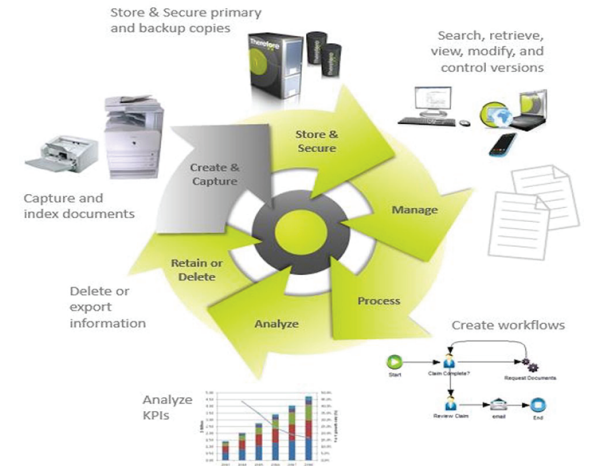 Store & Secure primary
and backup copies
Therefore
Search, retrieve,
view, modify, and
control versions
Store &
Secure
Create &
Capture
Manage
Capture and
index documents
Retain or
Delete
Process
Analyze
Delete or
export
information
Create workflows
Start
Claim Complete?
Request Documents
Review Claim
email
End
Analyze
KPIs